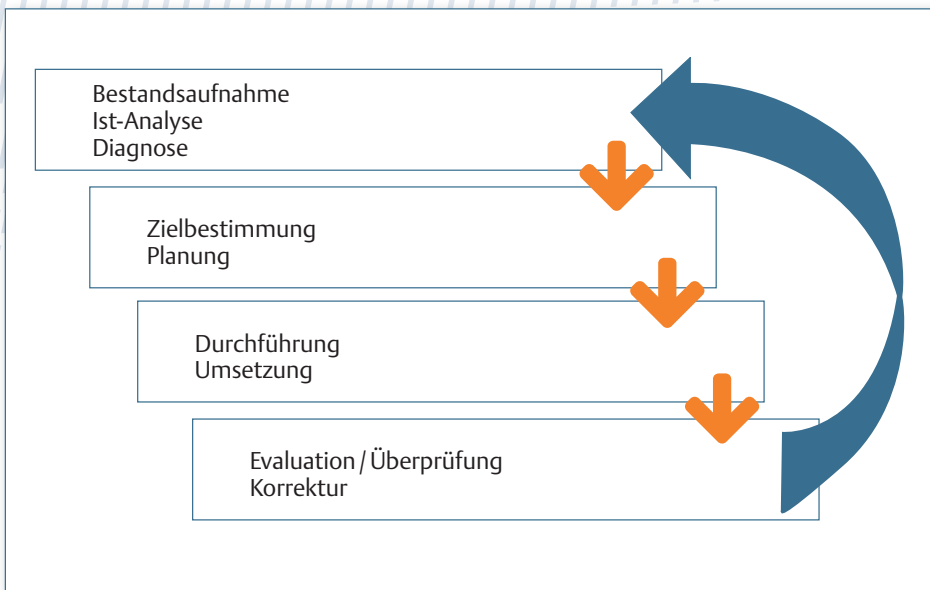 Bestandsaufnahme
Ist-Analyse
Diagnose
Zielbestimmung
Planung
Durchführung
Umsetzung
Evaluation / Überprüfung
Korrektur